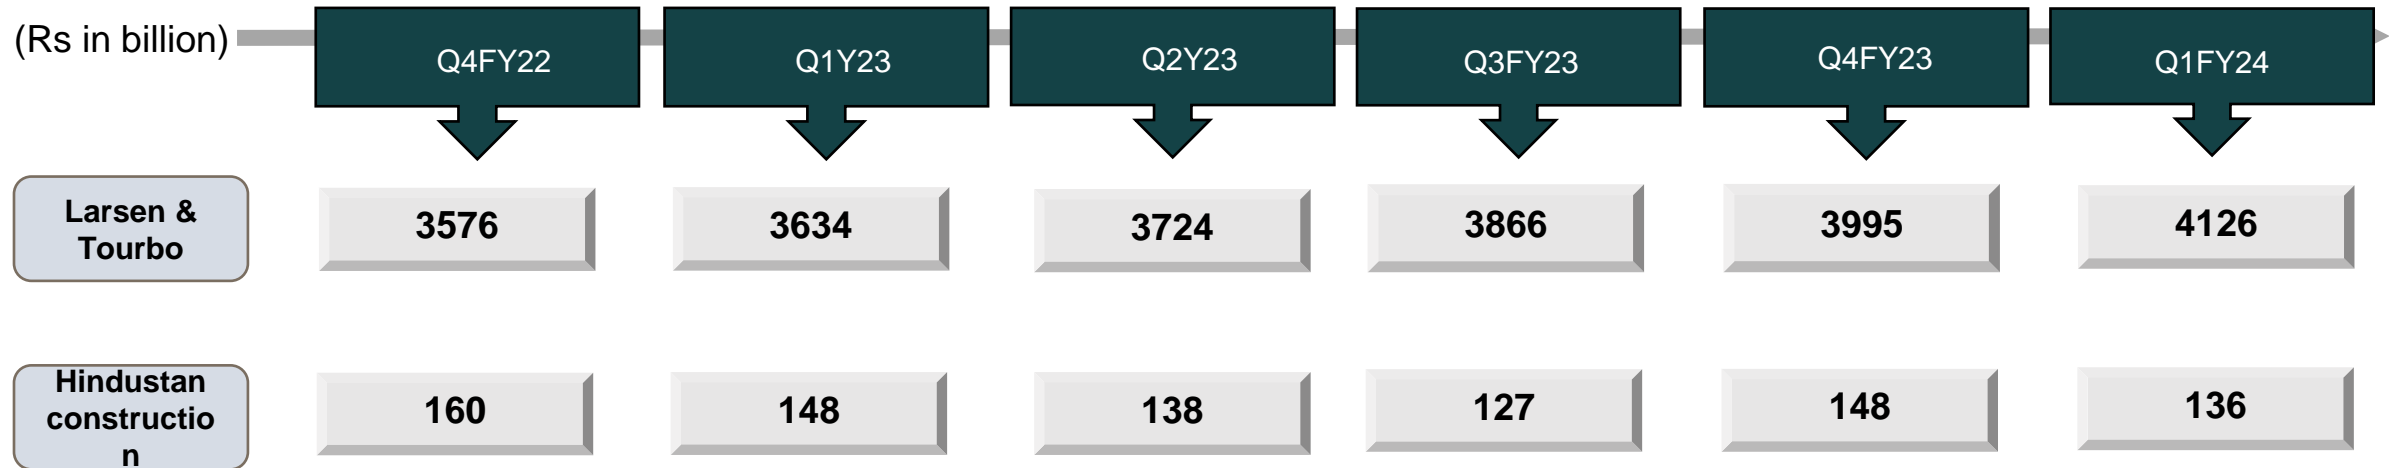 (Rs in billion)
Q4FY22
Q1Y23
Q2Y23
Q3FY23
Q4FY23
Q1FY24
Larsen &
Tourbo
3576
3634
3724
3866
3995
4126
Hindustan
constructio
n
160
148
138
127
148
136